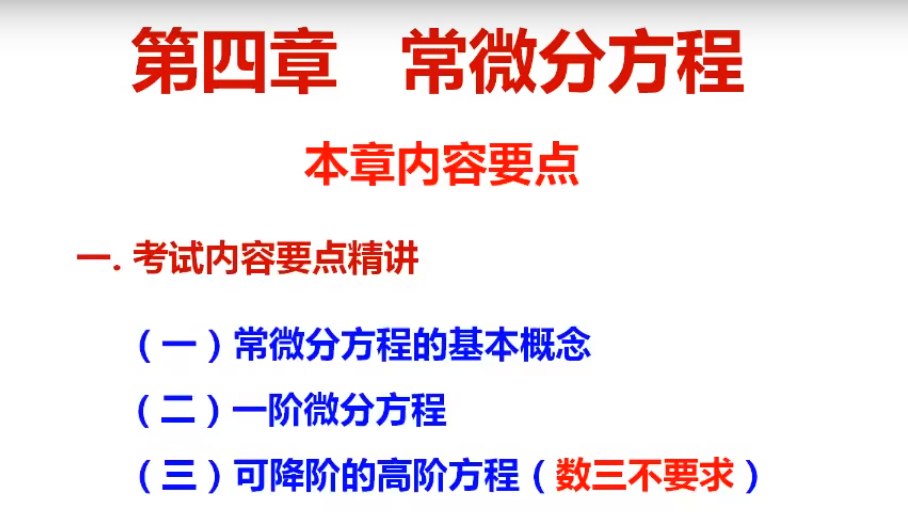 第四章 常微分方程
本章内容要点
一. 考试内容要点精讲
（一）常微分方程的基本概念
（二）一阶微分方程
（三）可降阶的高阶方程（数三不要求）